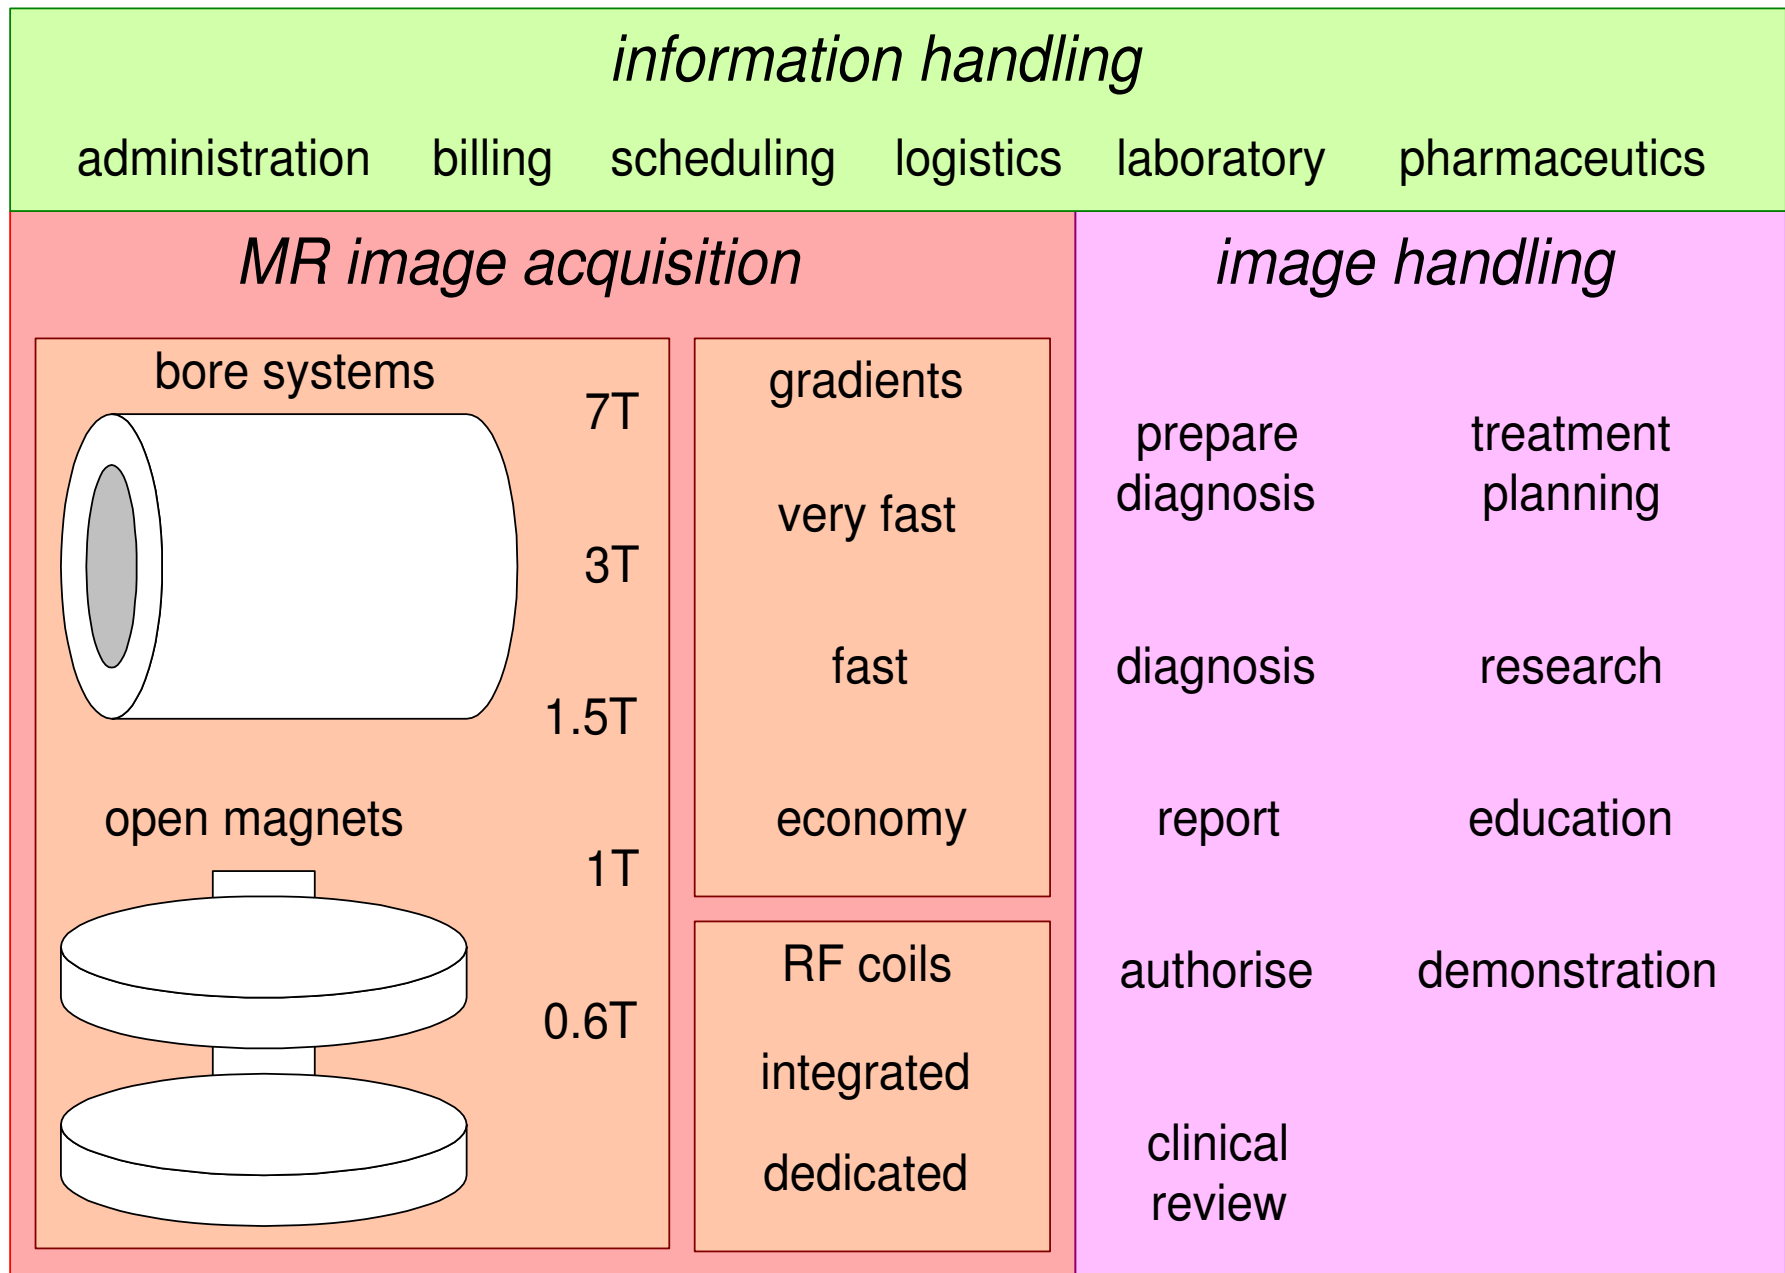 information handling
administration billing scheduling logistics laboratory pharmaceutics
MR image acquisition
bore systems
7T
3T
1.5T
open magnets
1T
0.6T
gradients
very fast
fast
economy
RF coils
integrated
dedicated
image handling
prepare
diagnosis
treatment
planning
diagnosis
research
report
education
authorise
demonstration
clinical
review